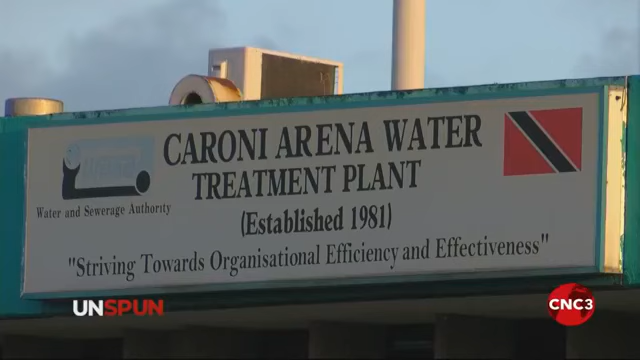 CARONI ARENA WATER
TREATMENT PLANT
(Established 1981)
Water and Sewerage Authority
"Striving Towards Organisational Efficiency and Effectiveness"
UNSPUN
CNC3